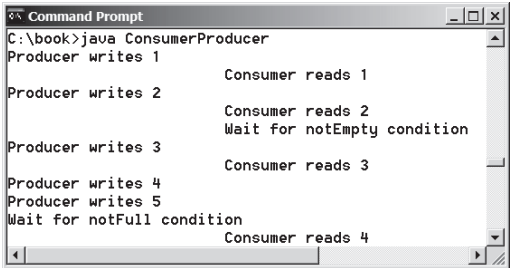 Command Prompt
C:\book>java ConsumerProducer
Producer writes 1
Consumer reads 1
Producer writes 2
Consumer reads 2
Wait for notEmpty condition
Producer writes 3
Consumer reads 3
Producer writes 4
Producer writes 5
Wait for notFull condition
Consumer reads 4